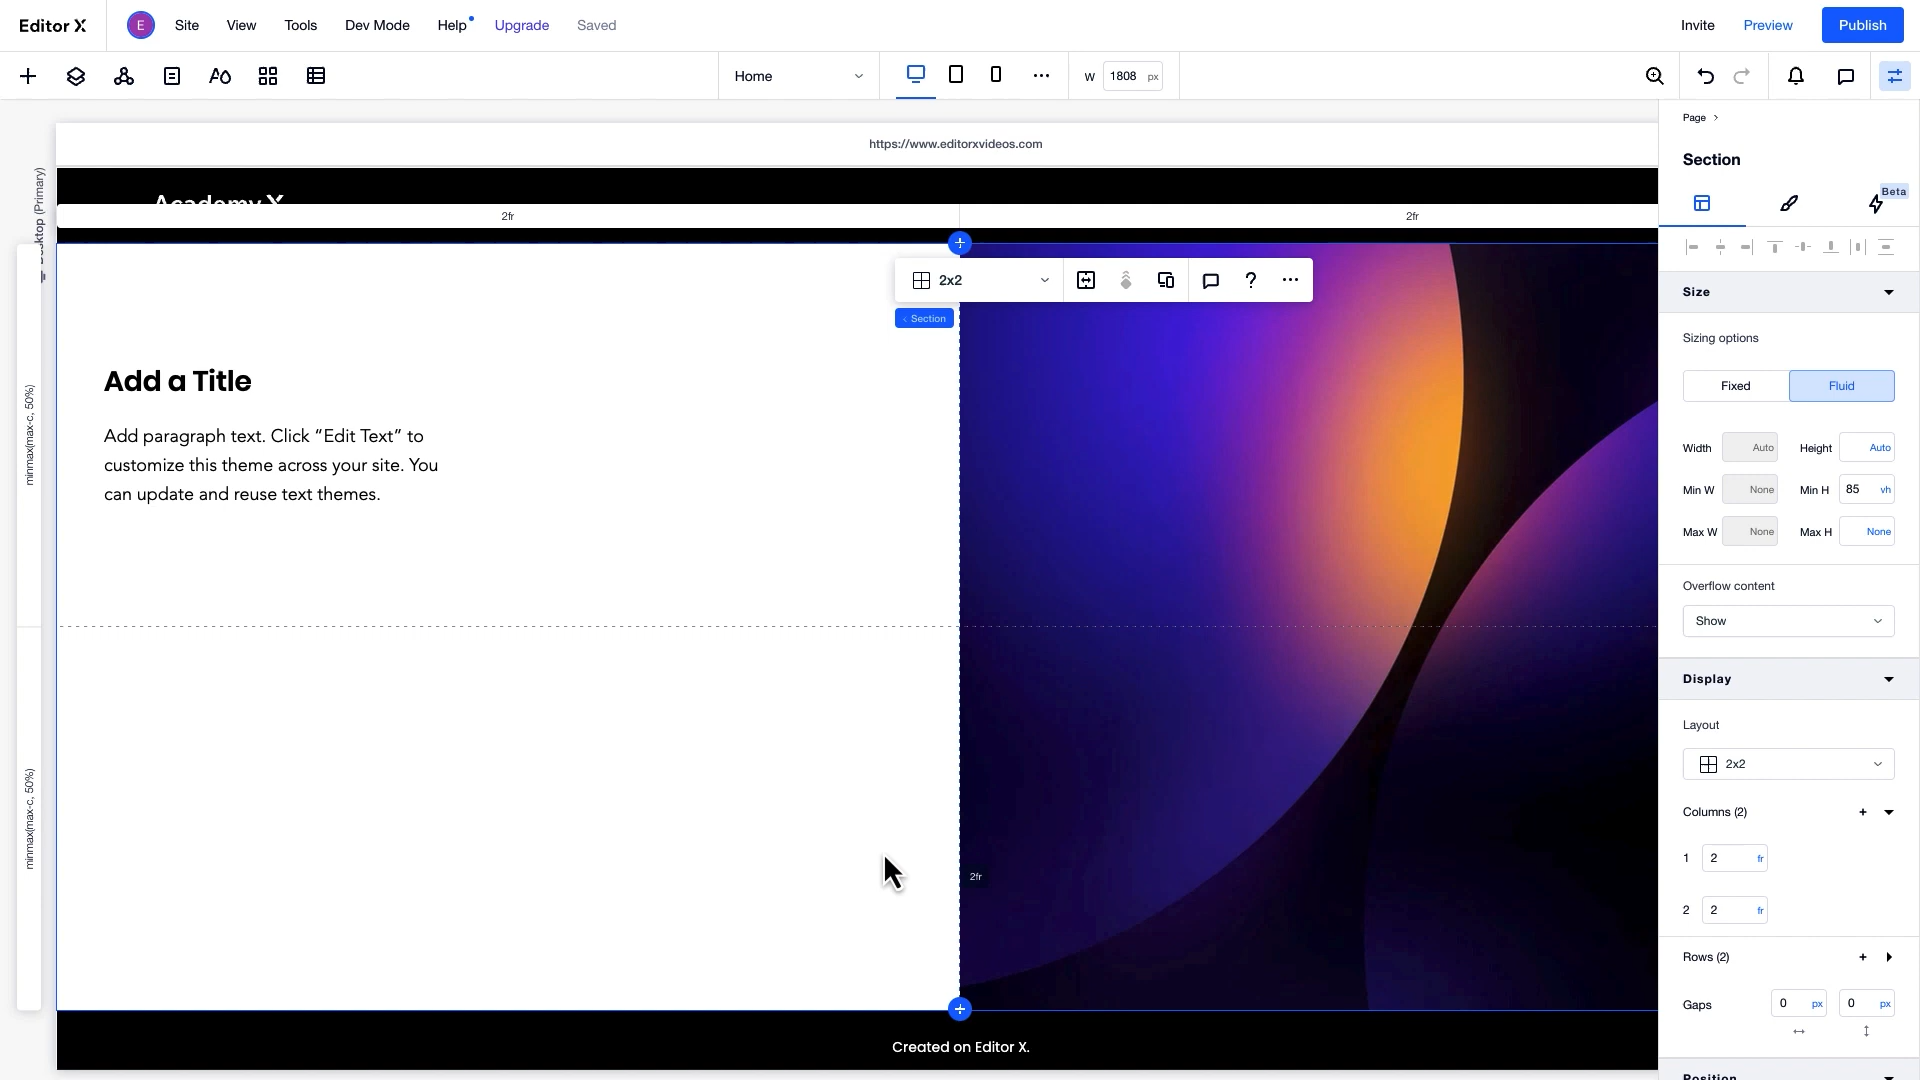 Editor X
E
Site
View
Tools
Dev Mode
Help
Upgrade
Saved
Invite
Preview
Publish
Home
W
1808
px
https://www.editorxvideos.com
Desktop (Primary)
2fr
2fr
2x2
Section
minmax(max-c, 50%)
minmax(max-c, 50%)
Add a Title
Add paragraph text. Click “Edit Text” to
customize this theme across your site. You
can update and reuse text themes.
2fr
Created on Editor X.
Page
Section
Beta
Size
Sizing options
Fixed
Fluid
Width
Auto
Height
Auto
Min W
None
Min H
85
vh
Max W
None
Max H
None
Overflow content
Show
Display
Layout
2x2
Columns (2)
1
2
fr
2
2
fr
Rows (2)
Gaps
0
px
0
px
Position